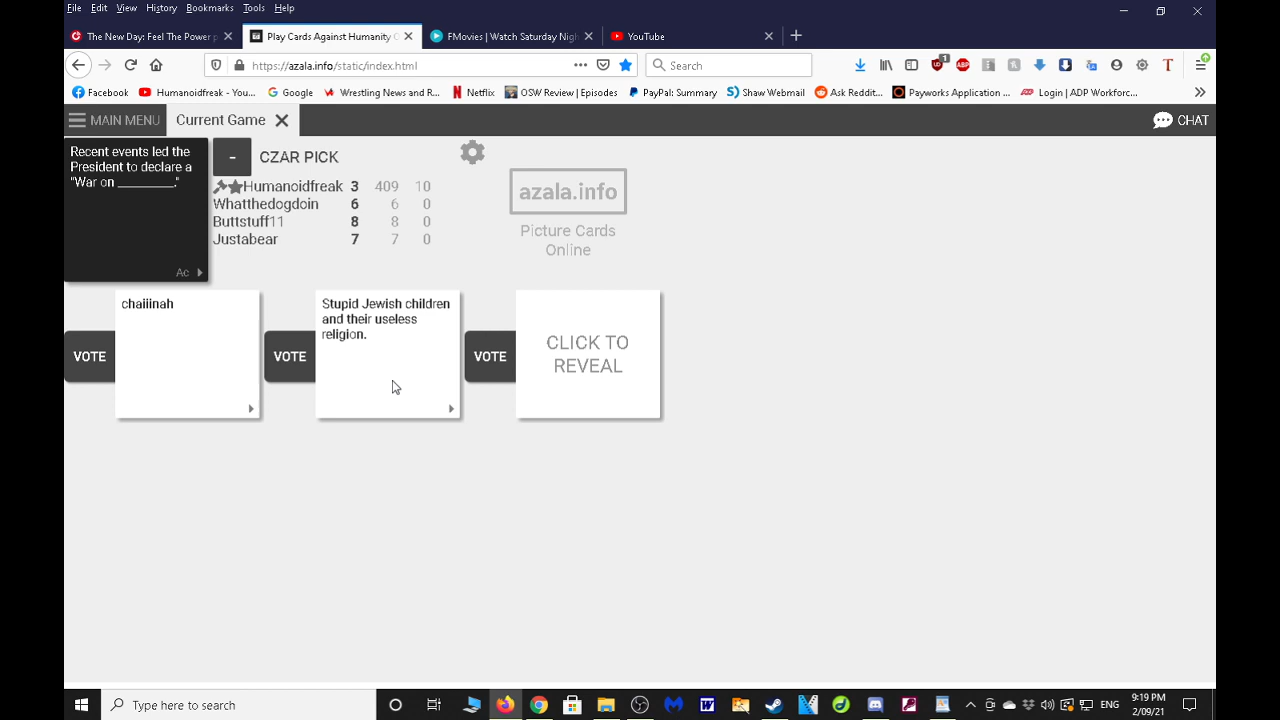 File Edit View History Bookmarks Tools Help
The New Day: Feel The Power p
Play Cards Against Humanity O
FMovies | Watch Saturday Nigh
YouTube
https://azala.info/static/index.html
Search
Facebook
Humanoidfreak - You...
Google
Wrestling News and R...
Netflix
OSW Review | Episodes
PayPal: Summary
Shaw Webmail
Ask Reddit...
Payworks Application ...
Login | ADP Workforc...
MAIN MENU
Current Game
CHAT
Recent events led the
President to declare a
"War on ________."
Ac
-
CZAR PICK
Humanoidfreak 3 409 10
Whatthedogdoin 6 6 0
Buttstuff11 8 8 0
Justabear 7 7 0
azala.info
Picture Cards
Online
VOTE
chaiiinah
VOTE
Stupid Jewish children
and their useless
religion.
VOTE
CLICK TO
REVEAL
Type here to search
ENG
9:19 PM
2/09/21